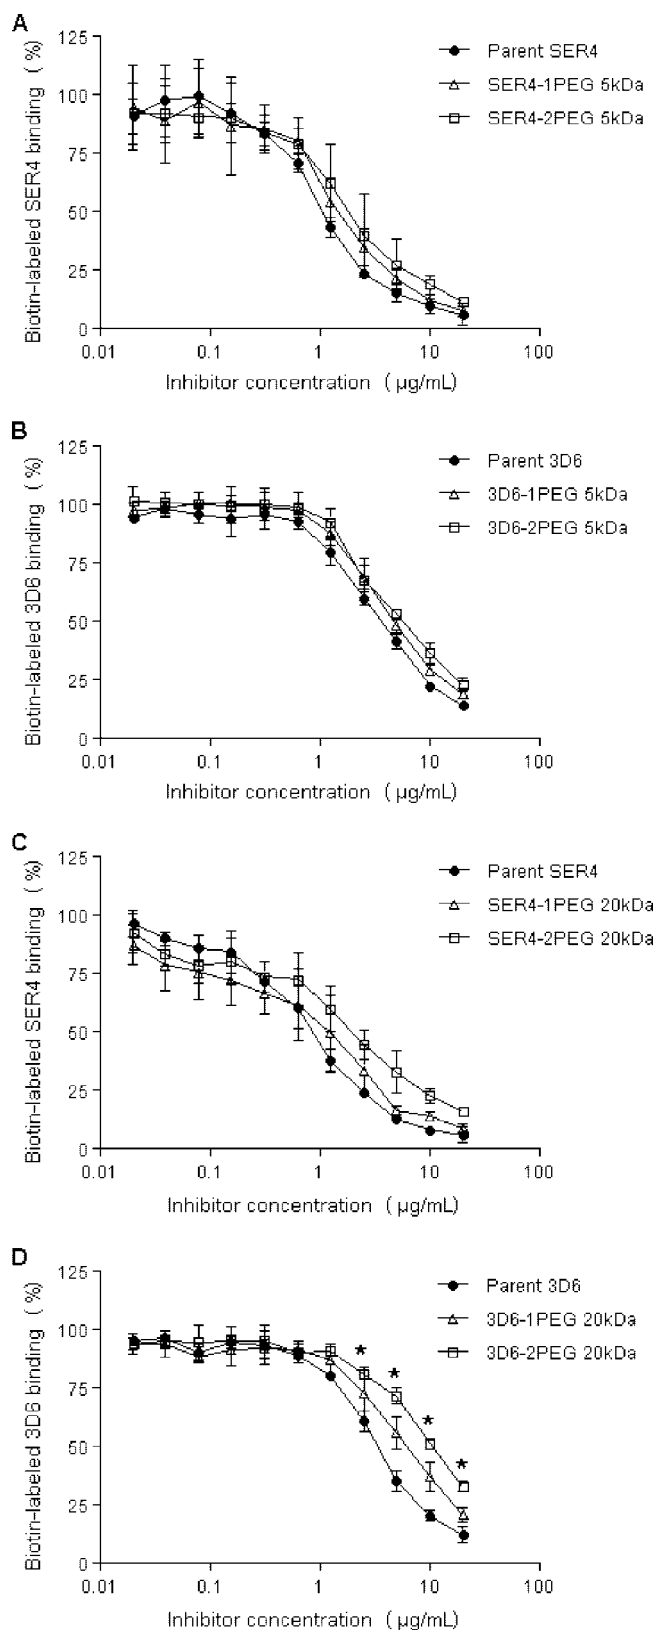 A
Biotin-labeled SER4 binding ( %)
125
100
75
50
25
0
0.01 0.1 1 10 100
Inhibitor concentration ( µg/mL)
Parent SER4
SER4-1PEG 5kDa
SER4-2PEG 5kDa
B
Biotin-labeled 3D6 binding ( %)
125
100
75
50
25
0
0.01 0.1 1 10 100
Inhibitor concentration ( µg/mL)
Parent 3D6
3D6-1PEG 5kDa
3D6-2PEG 5kDa
C
Biotin-labeled SER4 binding ( %)
125
100
75
50
25
0
0.01 0.1 1 10 100
Inhibitor concentration ( µg/mL)
Parent SER4
SER4-1PEG 20kDa
SER4-2PEG 20kDa
D
Biotin-labeled 3D6 binding ( %)
125
100
75
50
25
0
0.01 0.1 1 10 100
Inhibitor concentration ( µg/mL)
Parent 3D6
3D6-1PEG 20kDa
3D6-2PEG 20kDa
* * * *